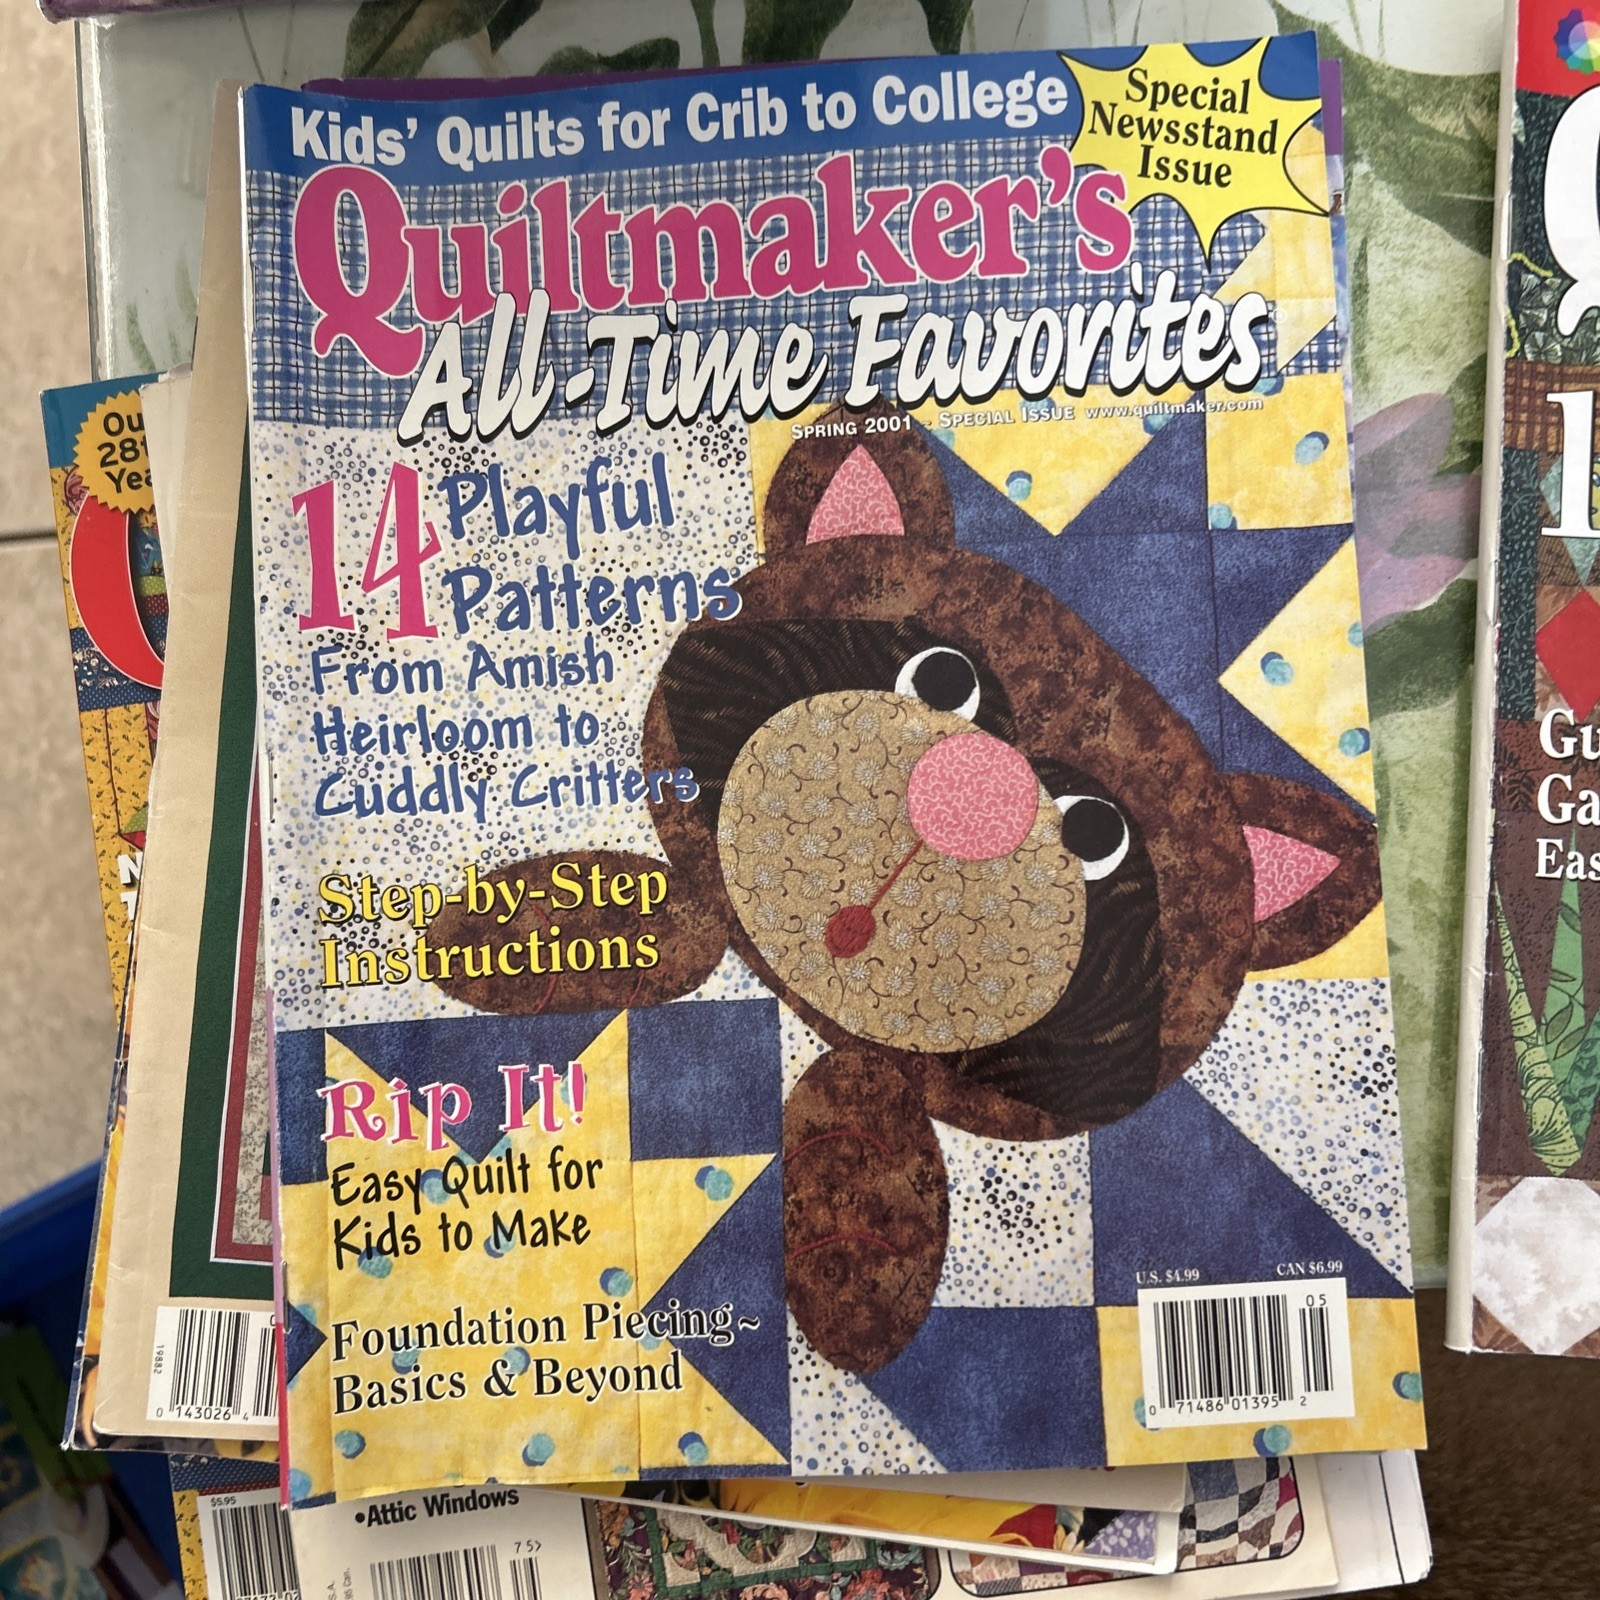 Kids' Quilts for Crib to College
Special
Newsstand
Issue
Quiltmaker's
All-Time Favorites
SPRING 2001 - SPECIAL ISSUE www.quiltmaker.com
14 Playful
Patterns
From Amish
Heirloom to
Cuddly Critters
Step-by-Step
Instructions
Rip It!
Easy Quilt for
Kids to Make
Foundation Piecing~
Basics & Beyond
U.S. $4.99
CAN $6.99
05
0 71486 01395 2
19882
0 143026 4
$5.95
•Attic Windows
75>